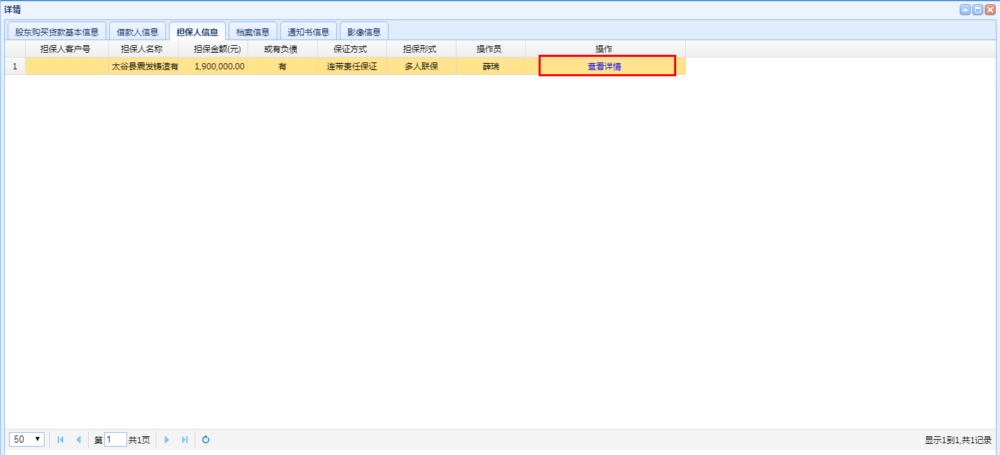 详情
股东购买贷款基本信息 借款人信息 担保人信息 档案信息 通知书信息 影像信息
担保人客户号 担保人名称 担保金额(元) 或有负债 保证方式 担保形式 操作员 操作
1 太谷县震发铸造有 1,900,000.00 有 连带责任保证 多人联保 薛瑞 查看详情
50 第 1 共1页 显示1到1,共1记录